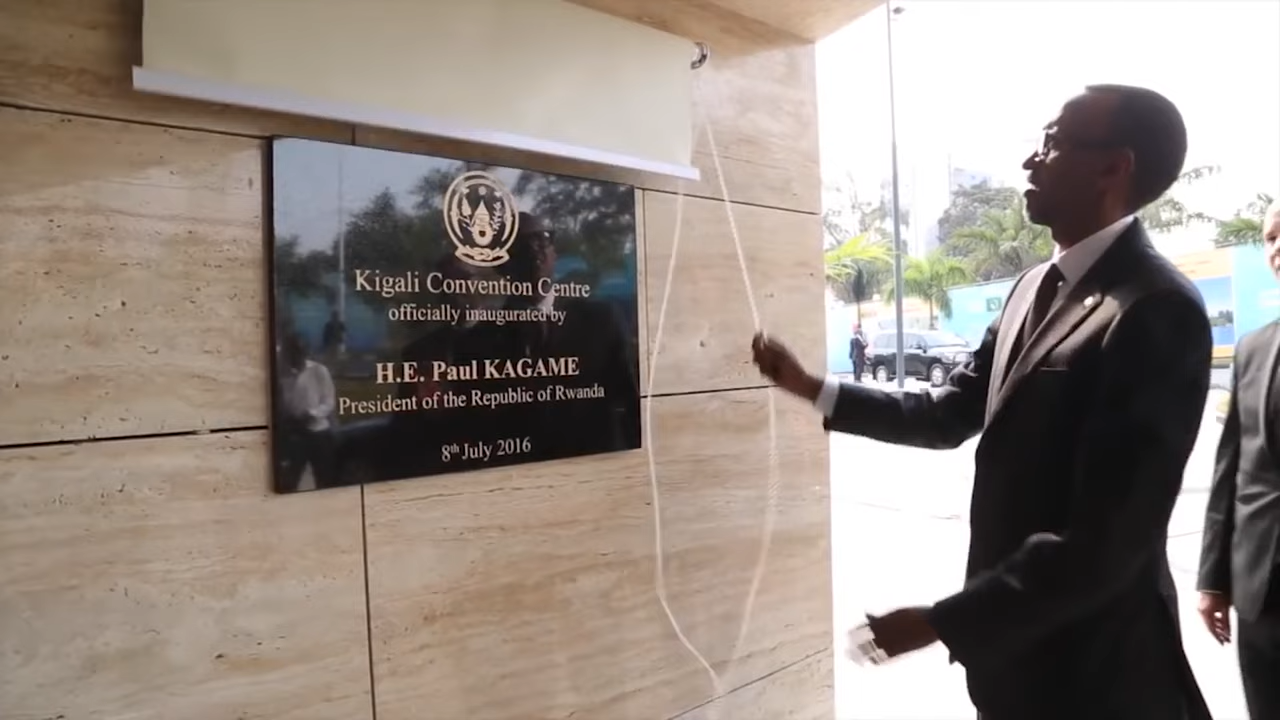 Kigali Convention Centre
officially inaugurated by
H.E. Paul KAGAME
President of the Republic of Rwanda
8th July 2016